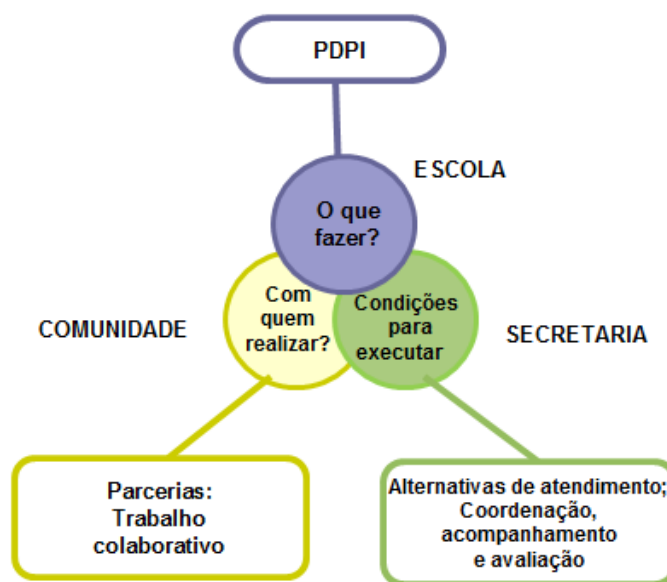 PDPI
ESCOLA
O que
fazer?
COMUNIDADE
Com
quem
realizar?
Condições
para
executar
SECRETARIA
Parcerias:
Trabalho
colaborativo
Alternativas de atendimento;
Coordenação,
acompanhamento
e avaliação